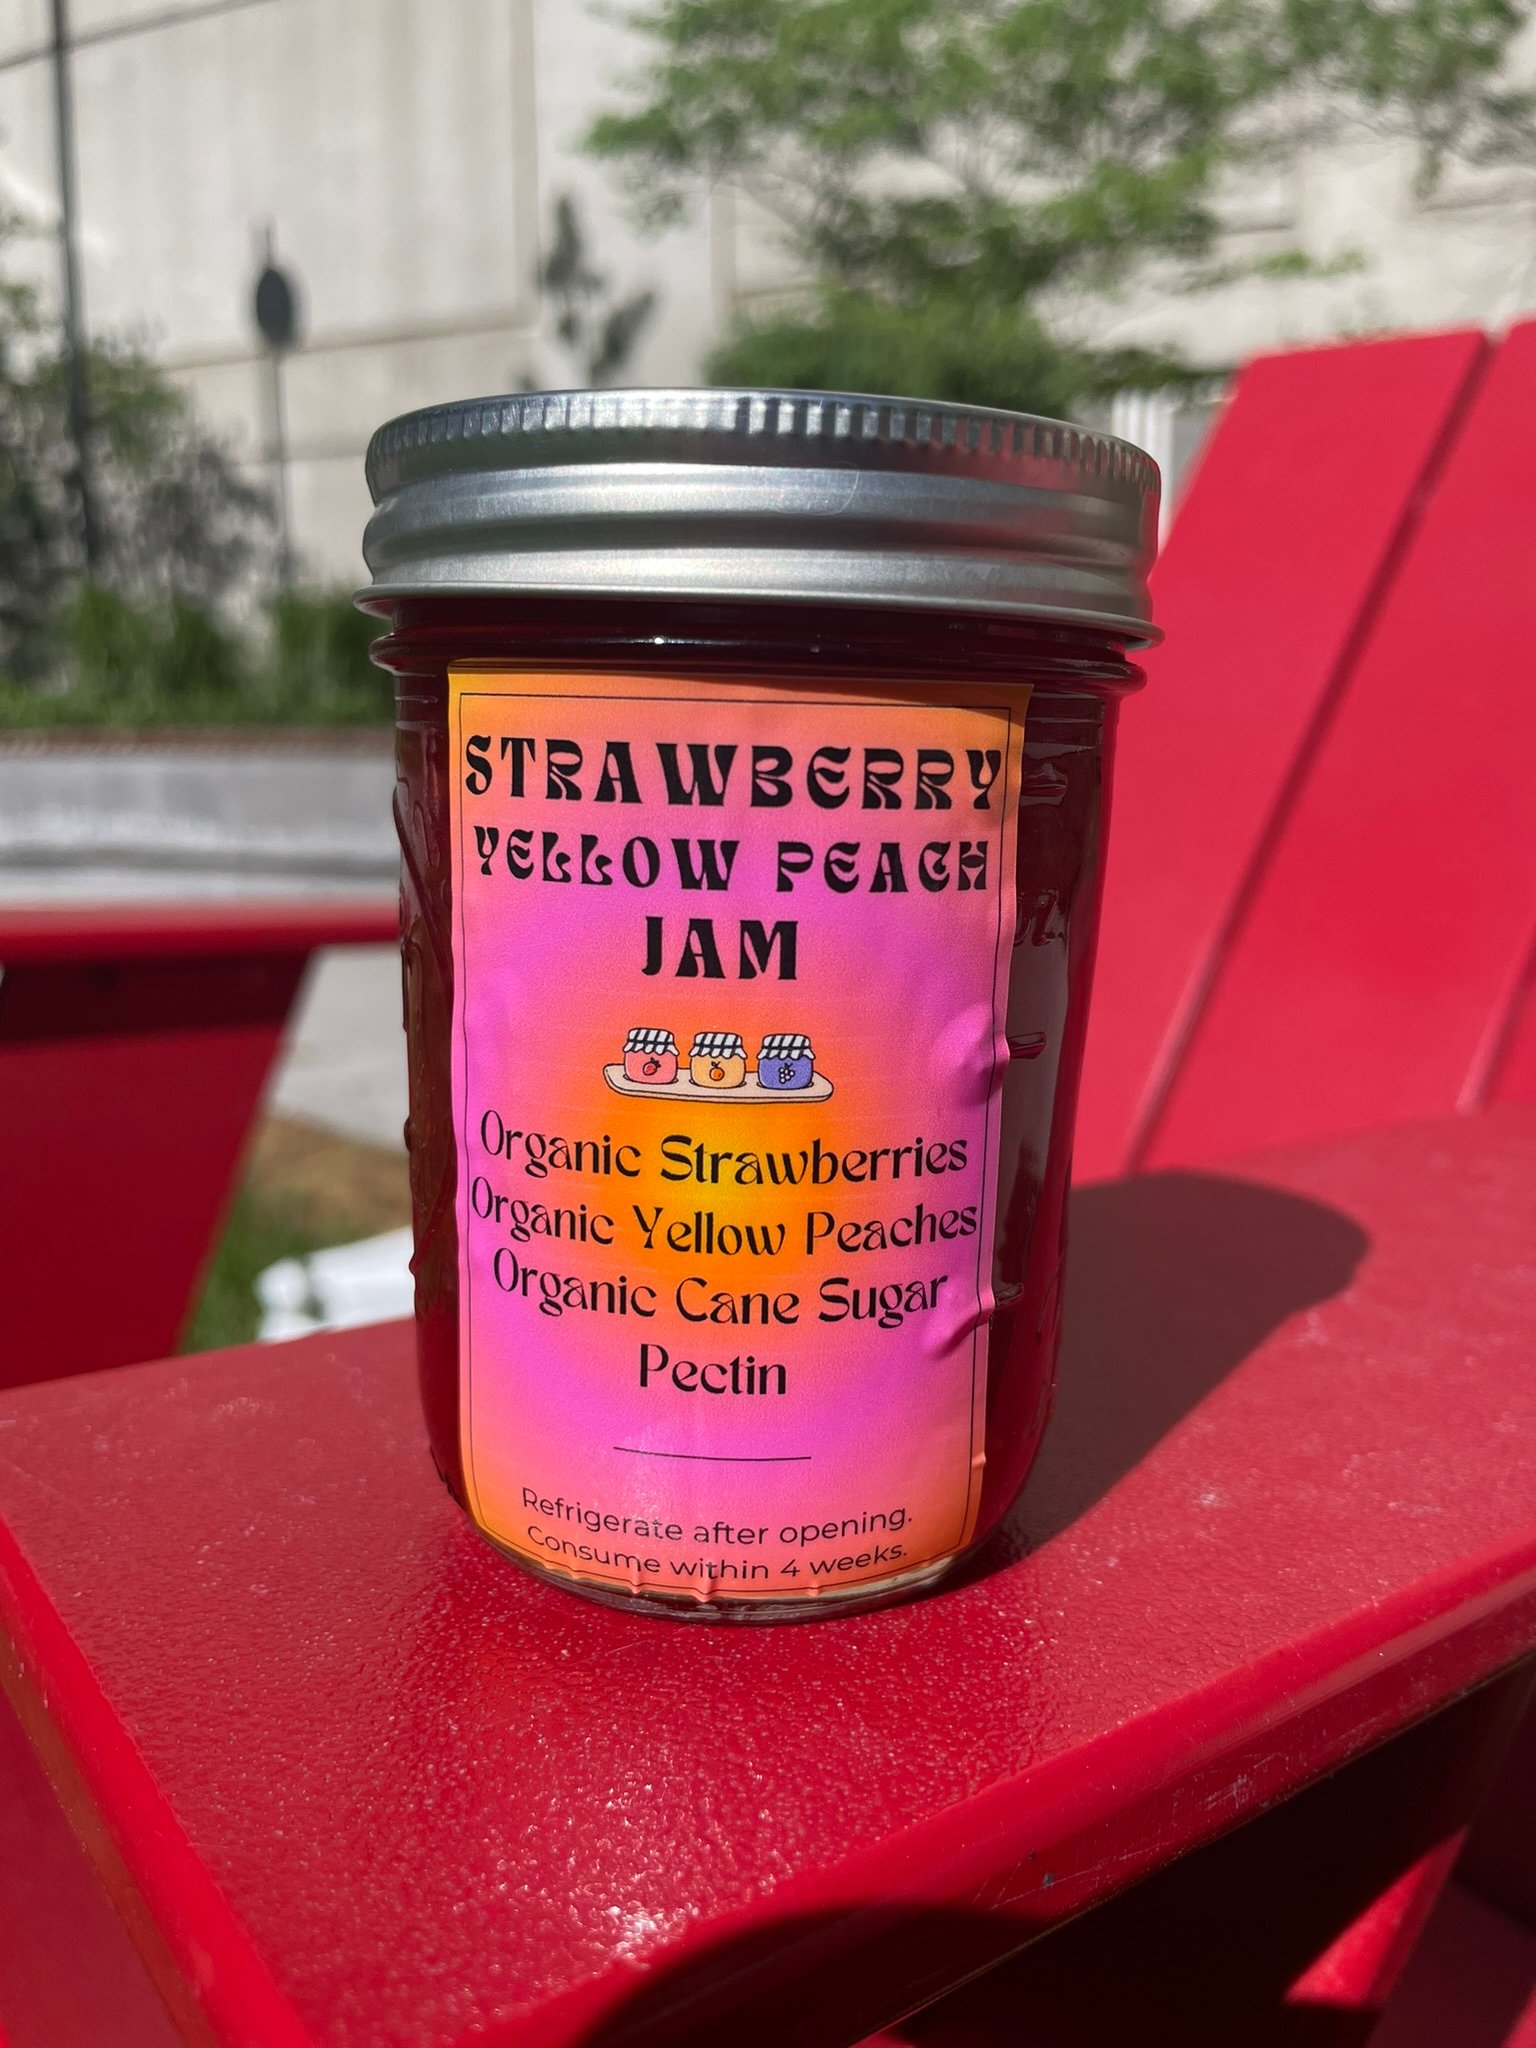 STRAWBERRY
YELLOW PEACH
JAM
Organic Strawberries
Organic Yellow Peaches
Organic Cane Sugar
Pectin
Refrigerate after opening.
Consume within 4 weeks.